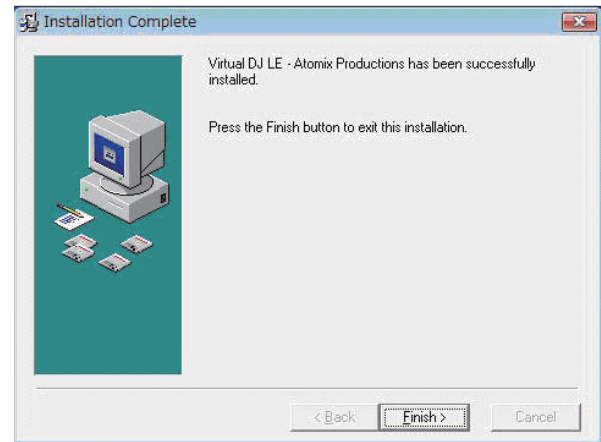 Installation Complete
Virtual DJ LE - Atomix Productions has been successfully
installed.
Press the Finish button to exit this installation.
< Back
Finish >
Cancel